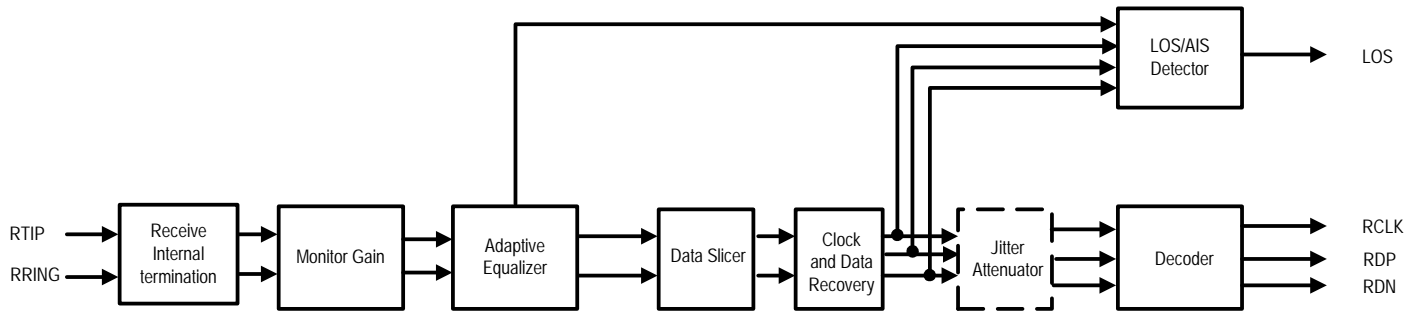 LOS/AIS
Detector
LOS
RTIP
RRING
Receive
Internal
termination
Monitor Gain
Adaptive
Equalizer
Data Slicer
Clock
and Data
Recovery
Jitter
Attenuator
Decoder
RCLK
RDP
RDN